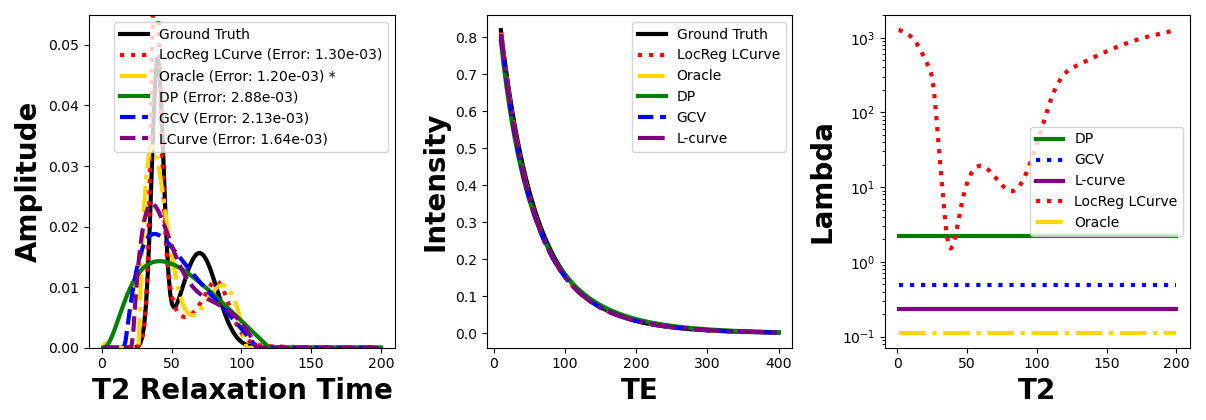 Amplitude
0.05
0.04
0.03
0.02
0.01
0.00
Ground Truth
LocReg LCurve (Error: 1.30e-03)
Oracle (Error: 1.20e-03) *
DP (Error: 2.88e-03)
GCV (Error: 2.13e-03)
LCurve (Error: 1.64e-03)
0 50 100 150 200
T2 Relaxation Time
Intensity
0.8
0.7
0.6
0.5
0.4
0.3
0.2
0.1
0.0
Ground Truth
LocReg LCurve
Oracle
DP
GCV
L-curve
0 100 200 300 400
TE
Lambda
10³
10²
10¹
10⁰
10⁻¹
DP
GCV
L-curve
LocReg LCurve
Oracle
0 50 100 150 200
T2